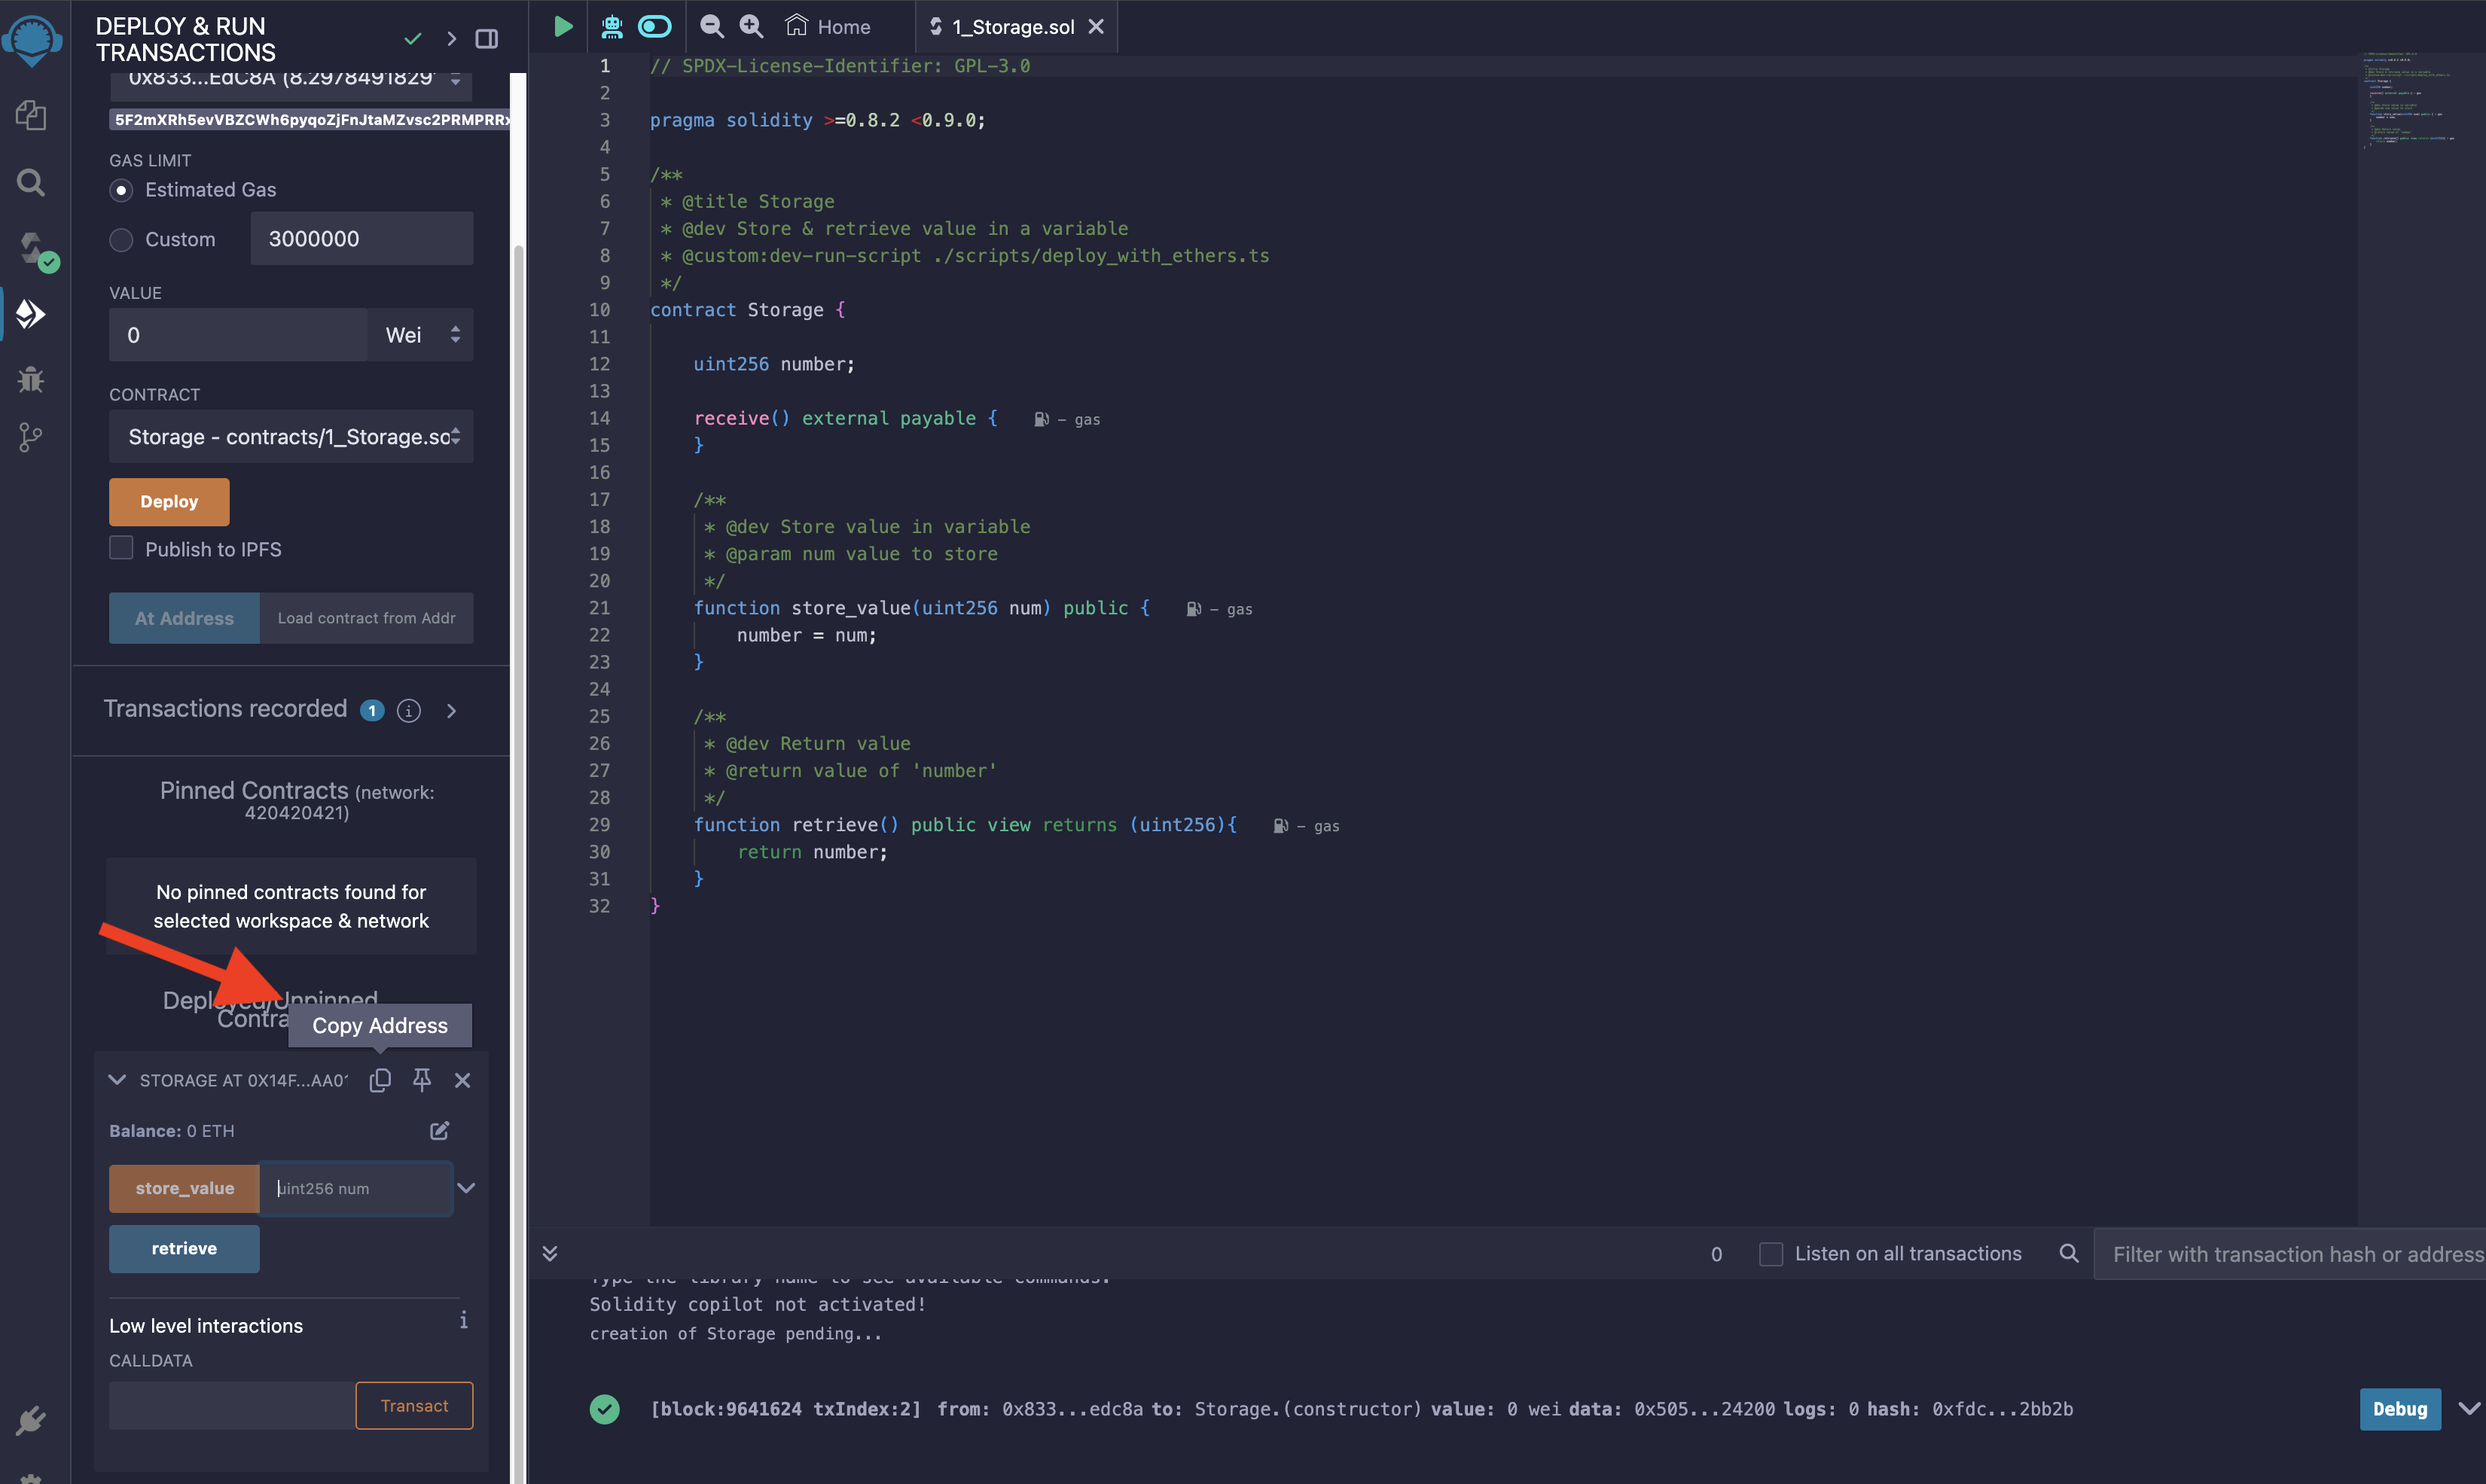 DEPLOY & RUN
TRANSACTIONS
0x833...EdC8A (8.2978491829
5F2mXRh5evVBZCWh6pyqoZjFnJtaMZvsc2PRMPRRx
GAS LIMIT
Estimated Gas
Custom
3000000
VALUE
0
Wei
CONTRACT
Storage - contracts/1_Storage.so
Deploy
Publish to IPFS
At Address
Load contract from Addr
Transactions recorded 1
Pinned Contracts (network:
420420421)
No pinned contracts found for
selected workspace & network
Deployed/Unpinned
Contra
Copy Address
STORAGE AT 0X14F...AA0
Balance: 0 ETH
store_value
uint256 num
retrieve
Low level interactions
i
CALLDATA
Transact
Home
1_Storage.sol
1 // SPDX-License-Identifier: GPL-3.0
2
3 pragma solidity >=0.8.2 <0.9.0;
4
5 /**
6 * @title Storage
7 * @dev Store & retrieve value in a variable
8 * @custom:dev-run-script ./scripts/deploy_with_ethers.ts
9 */
10 contract Storage {
11
12 uint256 number;
13
14 receive() external payable { – gas
15 }
16
17 /**
18 * @dev Store value in variable
19 * @param num value to store
20 */
21 function store_value(uint256 num) public { – gas
22 number = num;
23 }
24
25 /**
26 * @dev Return value
27 * @return value of 'number'
28 */
29 function retrieve() public view returns (uint256){ – gas
30 return number;
31 }
32 }
0
Listen on all transactions
Filter with transaction hash or address
Type the library name to see available commands.
Solidity copilot not activated!
creation of Storage pending...
[block:9641624 txIndex:2] from: 0x833...edc8a to: Storage.(constructor) value: 0 wei data: 0x505...24200 logs: 0 hash: 0xfdc...2bb2b
Debug